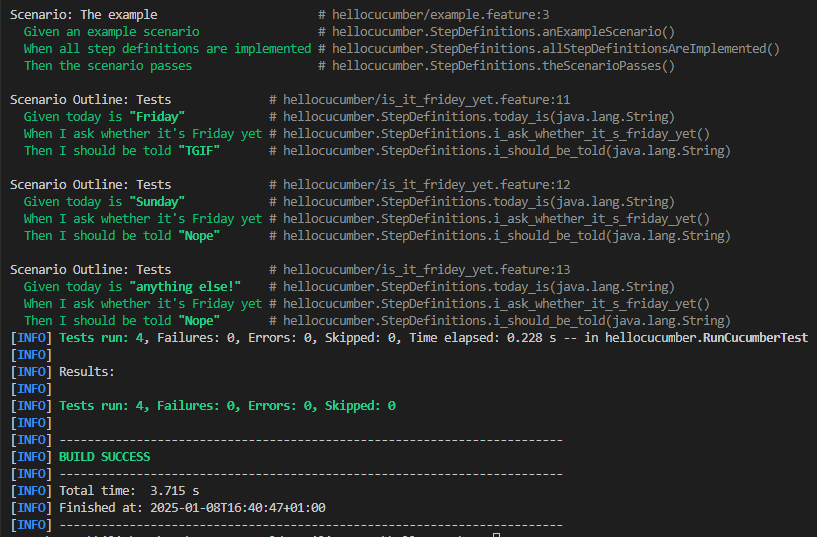 Scenario: The example # hellocucumber/example.feature:3
Given an example scenario # hellocucumber.StepDefinitions.anExampleScenario()
When all step definitions are implemented # hellocucumber.StepDefinitions.allStepDefinitionsAreImplemented()
Then the scenario passes # hellocucumber.StepDefinitions.theScenarioPasses()
Scenario Outline: Tests # hellocucumber/is_it_fridey_yet.feature:11
Given today is "Friday" # hellocucumber.StepDefinitions.today_is(java.lang.String)
When I ask whether it's Friday yet # hellocucumber.StepDefinitions.i_ask_whether_it_s_friday_yet()
Then I should be told "TGIF" # hellocucumber.StepDefinitions.i_should_be_told(java.lang.String)
Scenario Outline: Tests # hellocucumber/is_it_fridey_yet.feature:12
Given today is "Sunday" # hellocucumber.StepDefinitions.today_is(java.lang.String)
When I ask whether it's Friday yet # hellocucumber.StepDefinitions.i_ask_whether_it_s_friday_yet()
Then I should be told "Nope" # hellocucumber.StepDefinitions.i_should_be_told(java.lang.String)
Scenario Outline: Tests # hellocucumber/is_it_fridey_yet.feature:13
Given today is "anything else!" # hellocucumber.StepDefinitions.today_is(java.lang.String)
When I ask whether it's Friday yet # hellocucumber.StepDefinitions.i_ask_whether_it_s_friday_yet()
Then I should be told "Nope" # hellocucumber.StepDefinitions.i_should_be_told(java.lang.String)
[INFO] Tests run: 4, Failures: 0, Errors: 0, Skipped: 0, Time elapsed: 0.228 s -- in hellocucumber.RunCucumberTest
[INFO]
[INFO] Results:
[INFO]
[INFO] Tests run: 4, Failures: 0, Errors: 0, Skipped: 0
[INFO]
[INFO] ------------------------------------------------------------------------
[INFO] BUILD SUCCESS
[INFO] ------------------------------------------------------------------------
[INFO] Total time:  3.715 s
[INFO] Finished at: 2025-01-08T16:40:47+01:00
[INFO] ------------------------------------------------------------------------